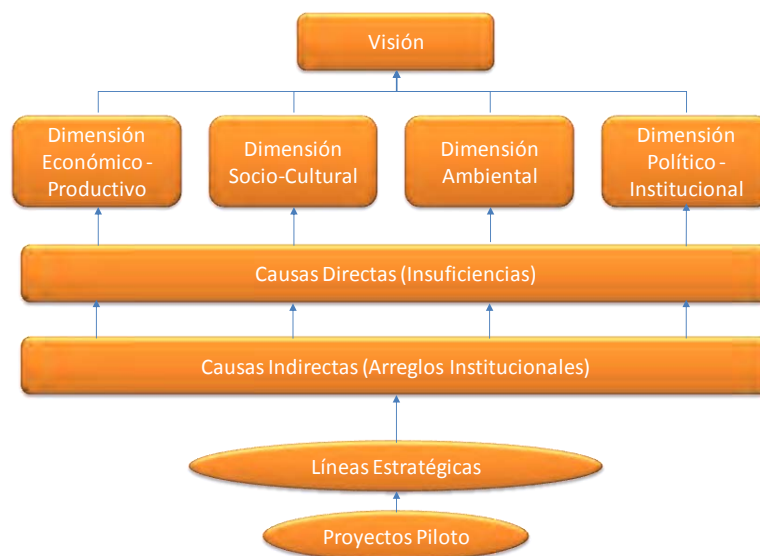 Visión
Dimensión
Económico -
Productivo
Dimensión
Socio-Cultural
Dimensión
Ambiental
Dimensión
Político -
Institucional
Causas Directas (Insuficiencias)
Causas Indirectas (Arreglos Institucionales)
Líneas Estratégicas
Proyectos Piloto